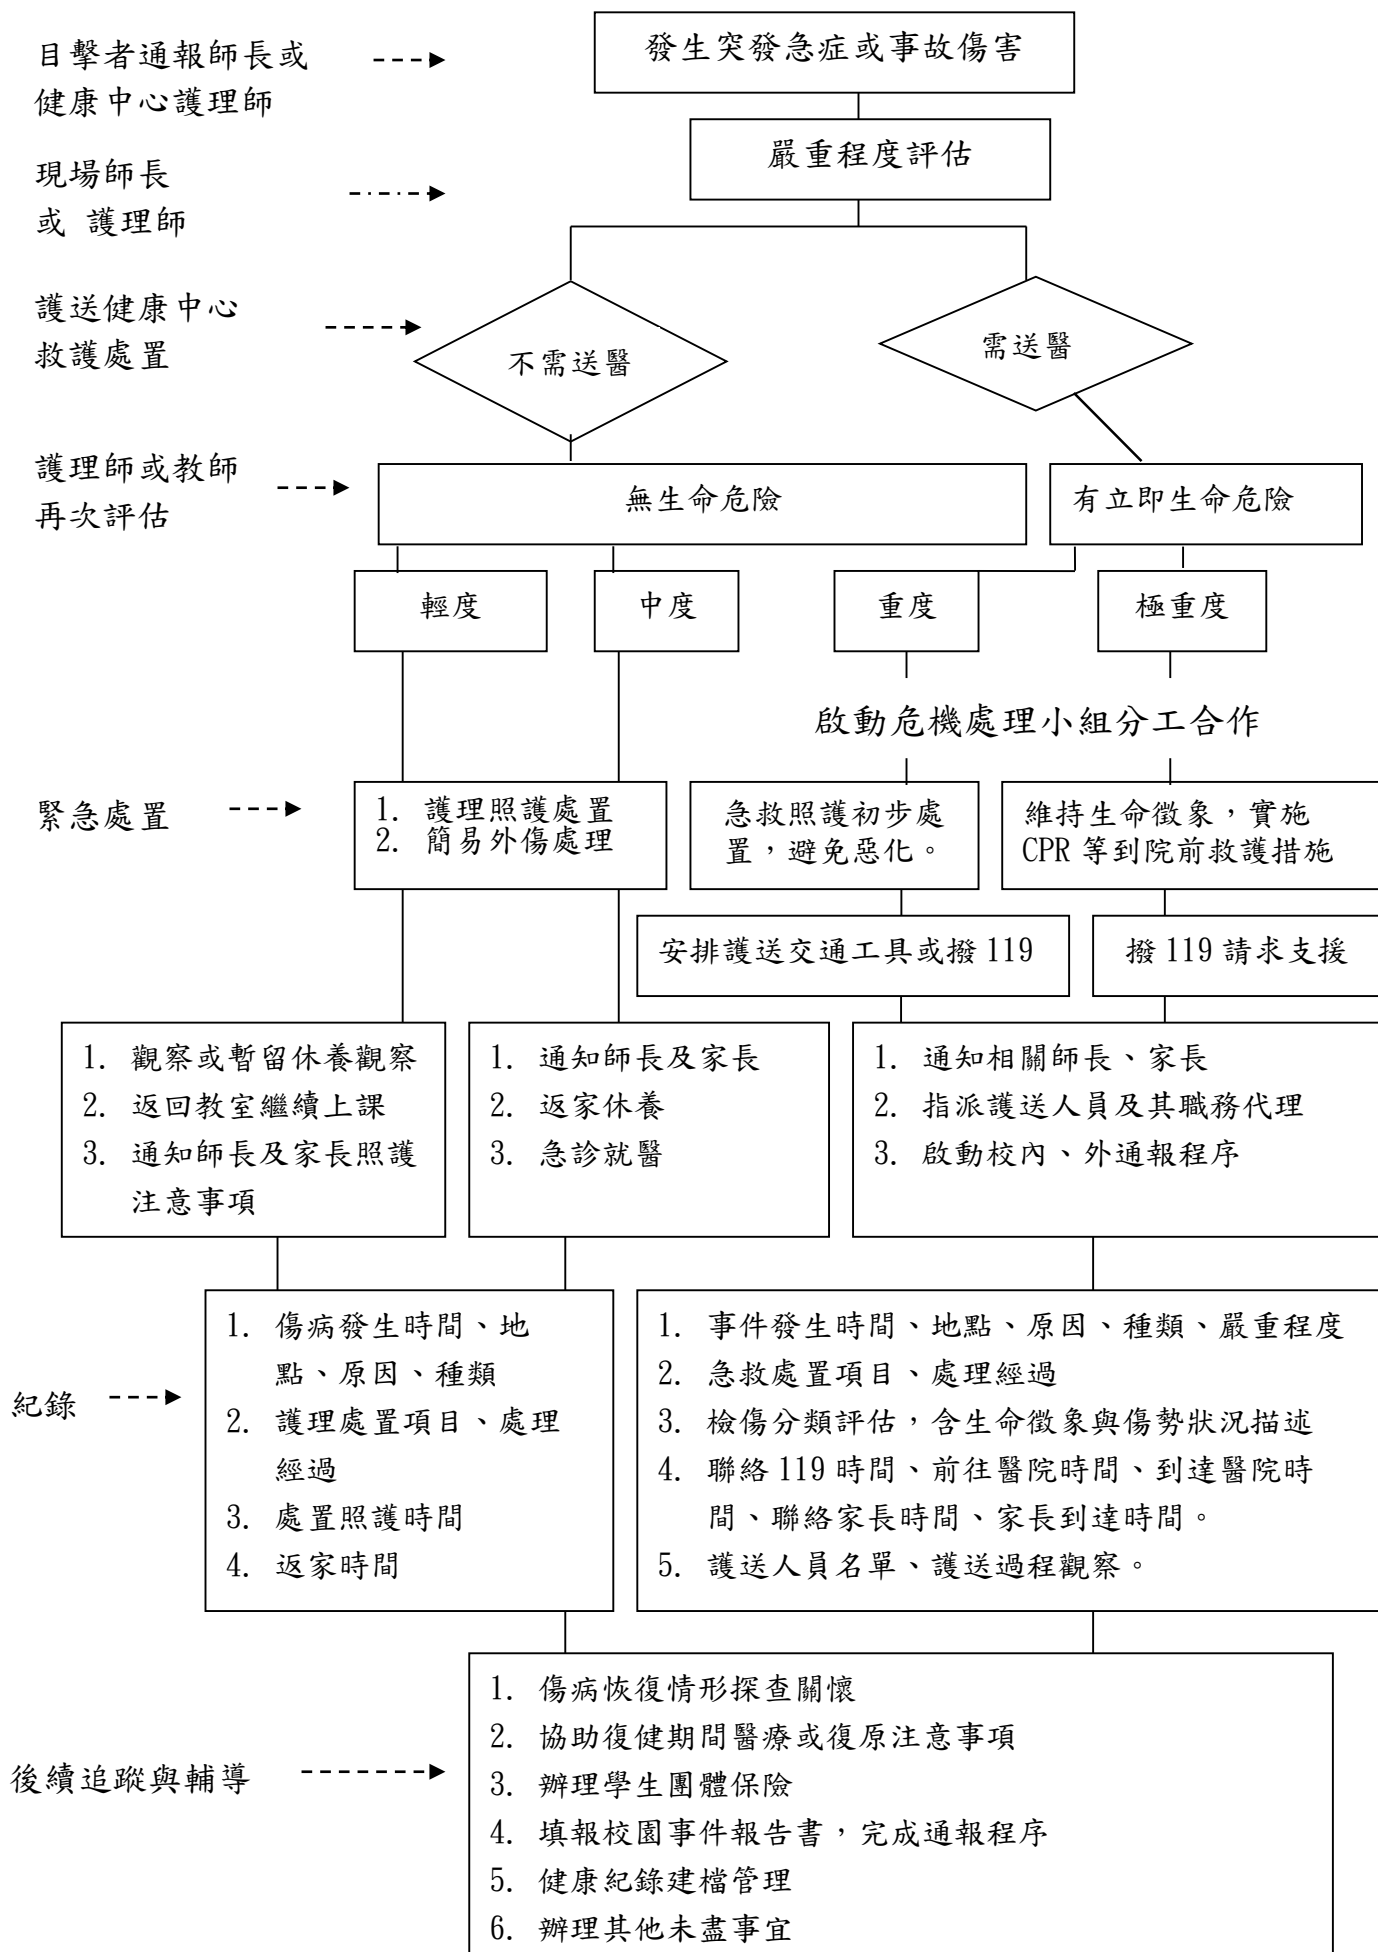 發生突發急症或事故傷害
目擊者通報師長或
健康中心護理師
嚴重程度評估
現場師長
或 護理師
護送健康中心
救護處置
不需送醫
需送醫
護理師或教師
再次評估
無生命危險
有立即生命危險
輕度
中度
重度
極重度
啟動危機處理小組分工合作
緊急處置
1. 護理照護處置
2. 簡易外傷處理
急救照護初步處
置，避免惡化。
維持生命徵象，實施
CPR 等到院前救護措施
安排護送交通工具或撥 119
撥 119 請求支援
1. 觀察或暫留休養觀察
2. 返回教室繼續上課
3. 通知師長及家長照護
注意事項
1. 通知師長及家長
2. 返家休養
3. 急診就醫
1. 通知相關師長、家長
2. 指派護送人員及其職務代理
3. 啟動校內、外通報程序
紀錄
1. 傷病發生時間、地
點、原因、種類
2. 護理處置項目、處理
經過
3. 處置照護時間
4. 返家時間
1. 事件發生時間、地點、原因、種類、嚴重程度
2. 急救處置項目、處理經過
3. 檢傷分類評估，含生命徵象與傷勢狀況描述
4. 聯絡 119 時間、前往醫院時間、到達醫院時
間、聯絡家長時間、家長到達時間。
5. 護送人員名單、護送過程觀察。
後續追蹤與輔導
1. 傷病恢復情形探查關懷
2. 協助復健期間醫療或復原注意事項
3. 辦理學生團體保險
4. 填報校園事件報告書，完成通報程序
5. 健康紀錄建檔管理
6. 辦理其他未盡事宜